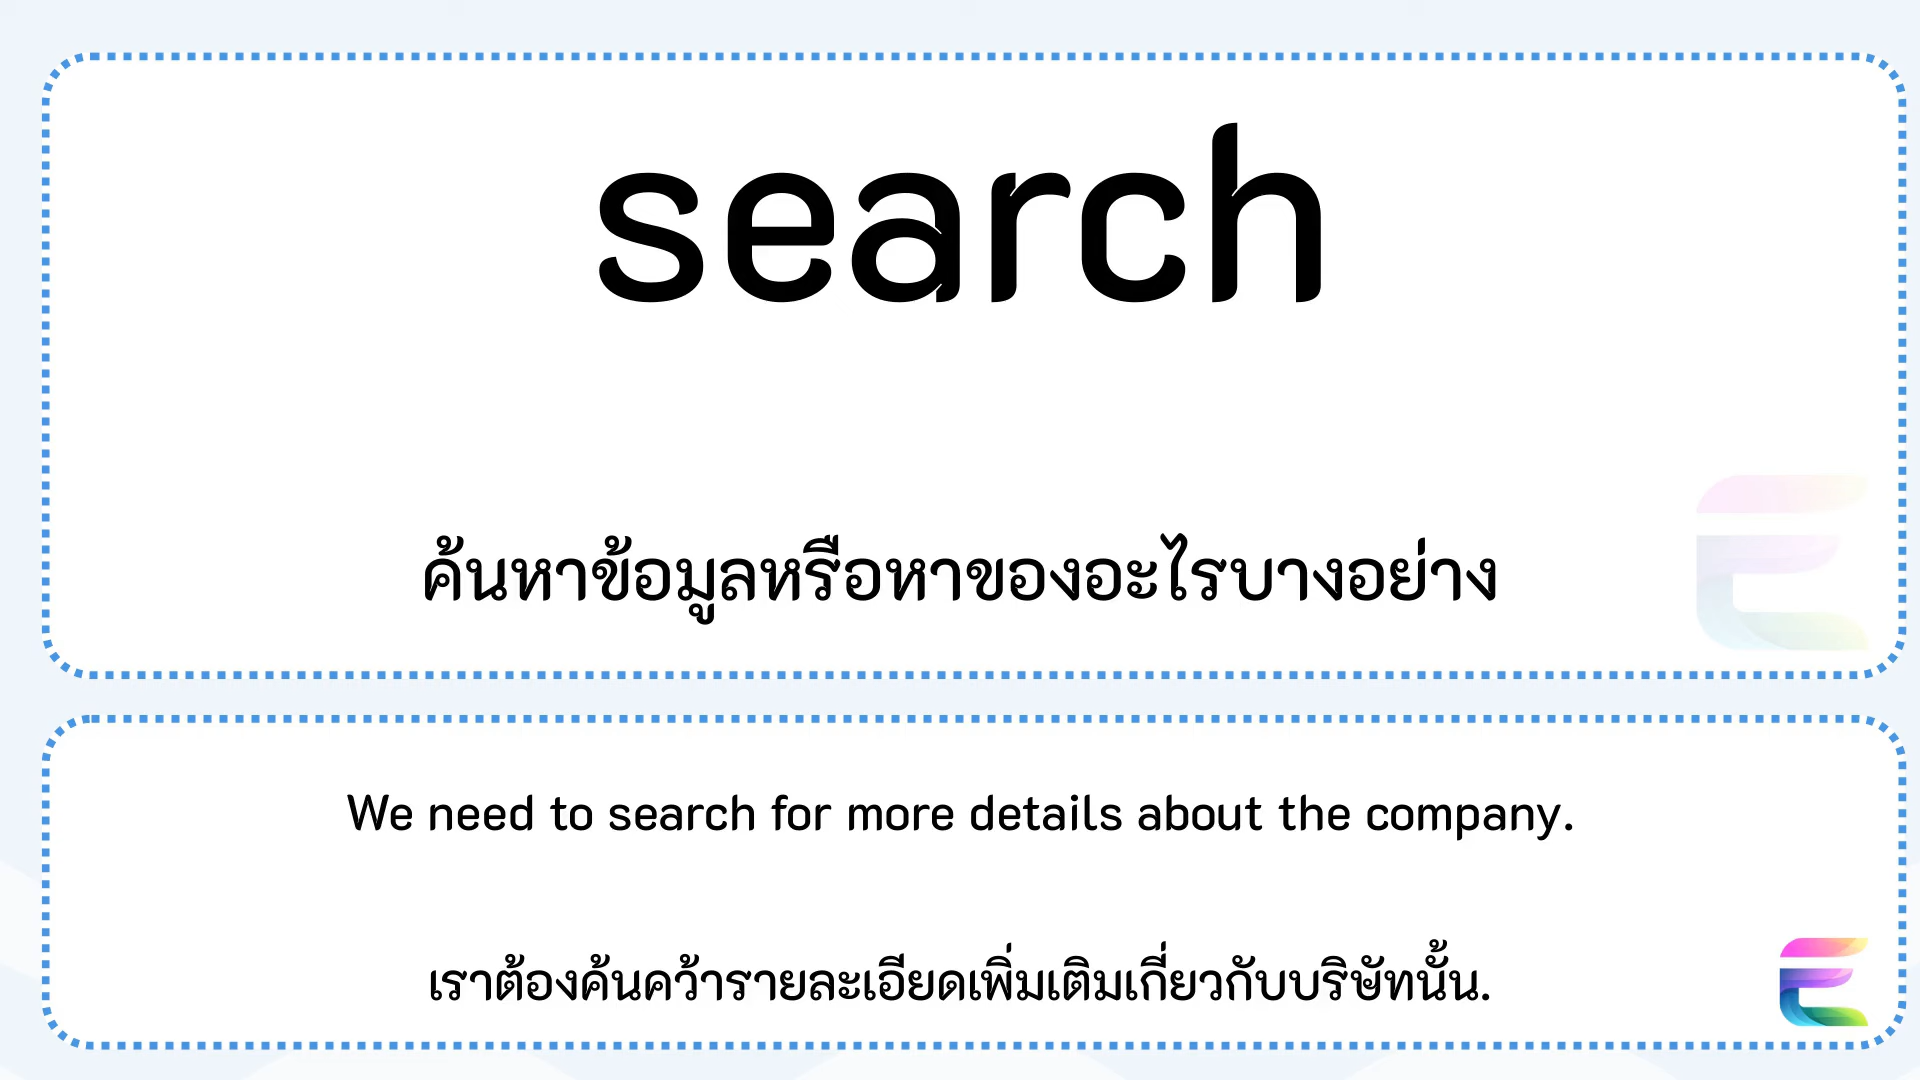 search
ค้นหาข้อมูลหรือหาของอะไรบางอย่าง
We need to search for more details about the company.
เราต้องค้นคว้ารายละเอียดเพิ่มเติมเกี่ยวกับบริษัทนั้น.